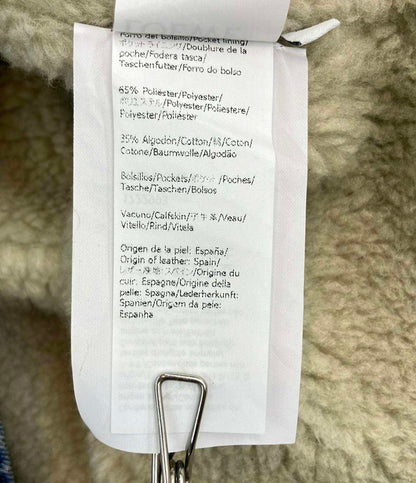 Forro del Bolsillo/Pocket lining/
ポケットライニング/Doublure de la
poche/Fodera tasca/
Taschenfutter/Forro do bolso
65% Poliéster/Polyester/
ポリエステル/Polyester/Poliestere/
Polyester/Poliéster
35% Algodón/Cotton/綿/Coton/
Cotone/Baumwolle/Algodão
Bolsillos/Pockets/ポケット/Poches/
Tasche/Taschen/Bolsos
Vacuno/Calfskin/子牛革/Veau/
Vitello/Rind/Vitela
Origen de la piel: España/
Origin of leather: Spain/
レザー産地:スペイン/Origine du
cuir: Espagne/Origine della
pelle: Spagna/Lederherkunft:
Spanien/Origem da pele:
Espanha